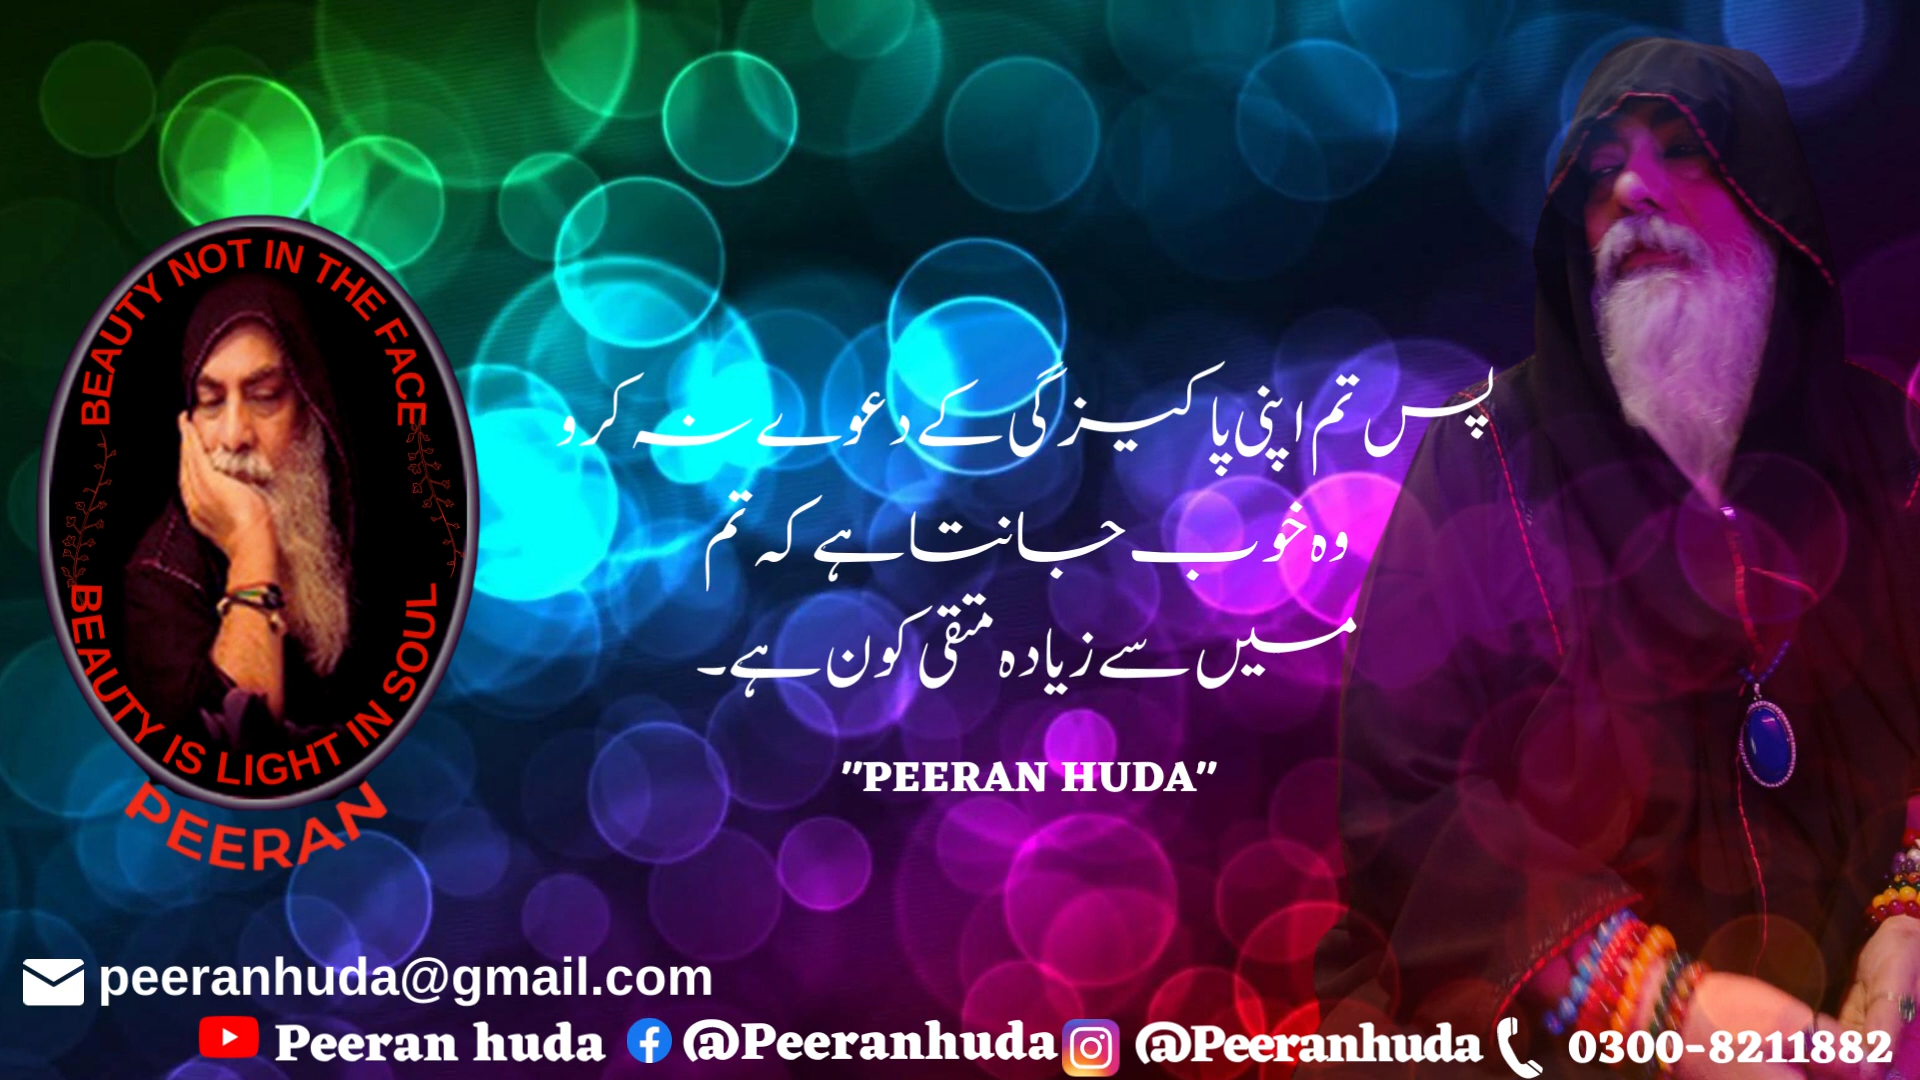 BEAUTY NOT IN THE FACE
BEAUTY IS LIGHT IN SOUL
PEERAN
پس تم اپنی پاکیزگی کے دعوے نہ کرو
وہ خوب جانتا ہے کہ تم
میں سے زیادہ متقی کون ہے۔
"PEERAN HUDA"
peeranhuda@gmail.com
Peeran huda @Peeranhuda @Peeranhuda 0300-8211882